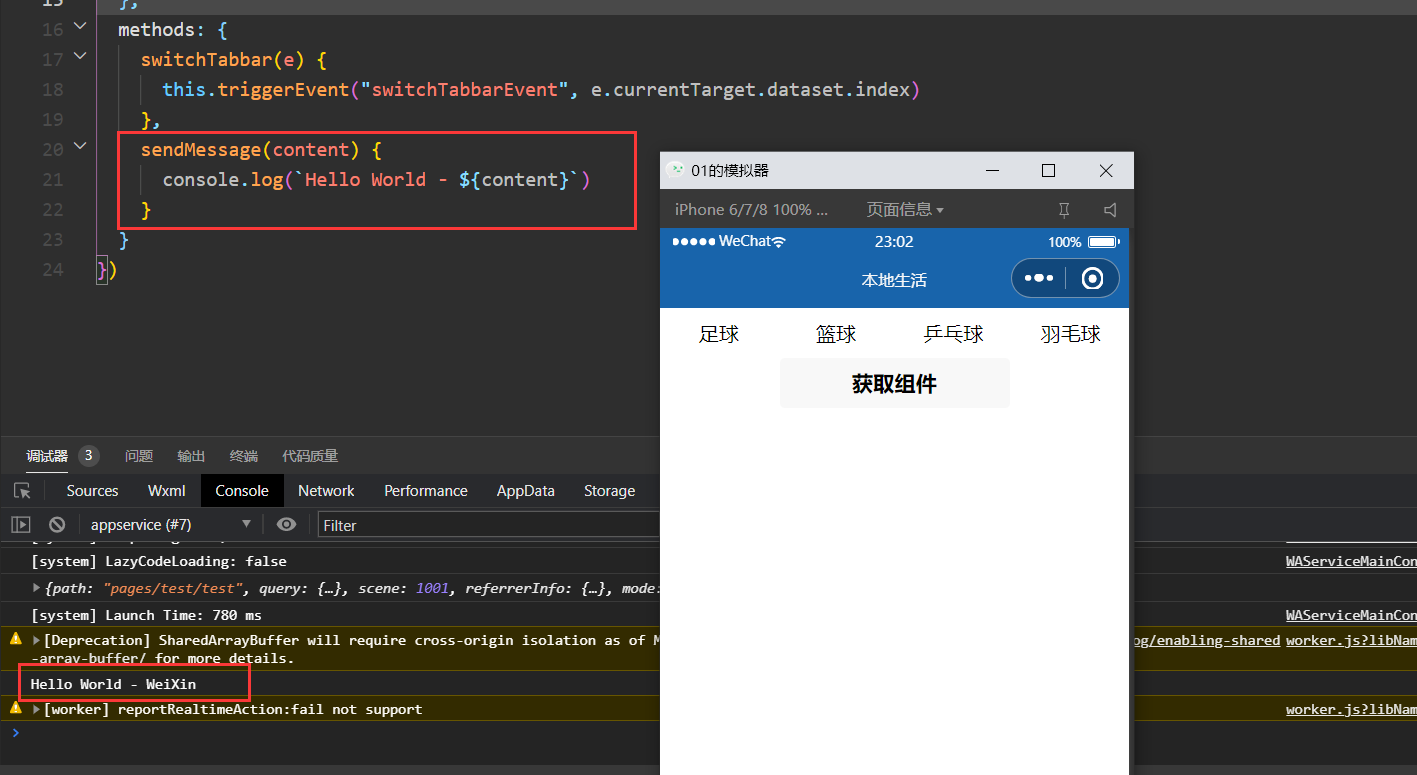 15 },
16 methods: {
17 switchTabbar(e) {
18 this.triggerEvent("switchTabbarEvent", e.currentTarget.dataset.index)
19 },
20 sendMessage(content) {
21 console.log(`Hello World - ${content}`)
22 }
23 }
24 })
01的模拟器
iPhone 6/7/8 100% ... 页面信息
WeChat 23:02 100%
本地生活
足球 篮球 乒乓球 羽毛球
获取组件
调试器 3 问题 输出 终端 代码质量
Sources Wxml Console Network Performance AppData Storage
appservice (#7) Filter
[system] LazyCodeLoading: false WAServiceMainCon
{path: "pages/test/test", query: {…}, scene: 1001, referrerInfo: {…}, mode:
[system] Launch Time: 780 ms WAServiceMainCon
[Deprecation] SharedArrayBuffer will require cross-origin isolation as of M og/enabling-shared worker.js?libNam
-array-buffer/ for more details.
Hello World - WeiXin
[worker] reportRealtimeAction:fail not support worker.js?libNam